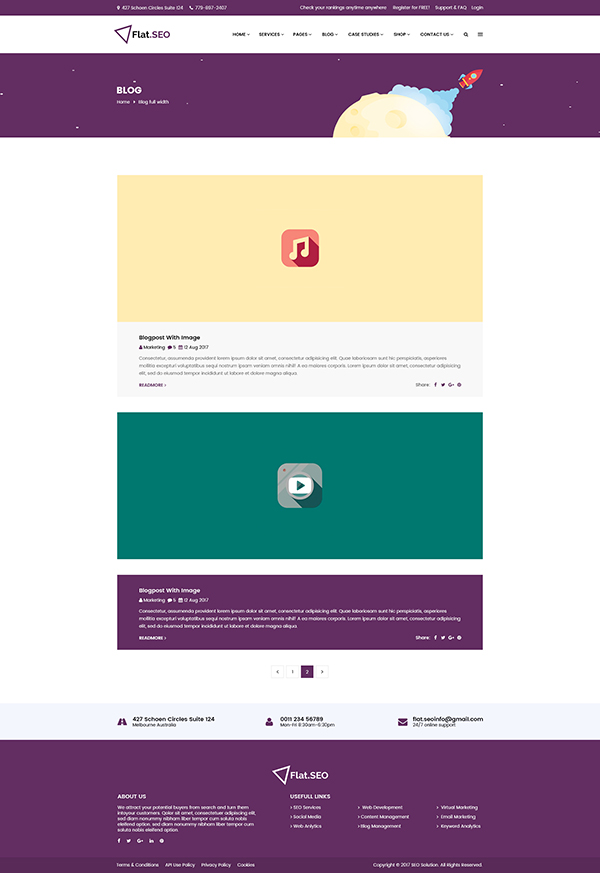 427 Schoen Circles Suite 124 779-897-2407 Check your rankings anytime anywhere Register for FREE! Support & FAQ Login
Flat.SEO HOME SERVICES PAGES BLOG CASE STUDIES SHOP CONTACT US
BLOG
Home Blog full width
Blogpost With Image
Marketing 5 12 Aug 2017
Consectetur, assumenda provident lorem ipsum dolor sit amet, consectetur adipisicing elit. Quae laboriosam sunt hic perspiciatis, asperiores
mollitia excepturi voluptatibus sequi nostrum ipsam veniam omnis nihil! A ea maiores corporis. Lorem ipsum dolor sit amet, consectetur adipisicing
elit, sed do eiusmod tempor incididunt ut labore et dolore magna aliqua
READMORE Share:
Blogpost With Image
Marketing 5 12 Aug 2017
Consectetur, assumenda provident lorem ipsum dolor sit amet, consectetur adipisicing elit. Quae laboriosam sunt hic perspiciatis, asperiores
mollitia excepturi voluptatibus sequi nostrum ipsam veniam omnis nihil! A ea maiores corporis. Lorem ipsum dolor sit amet, consectetur adipisicing
elit, sed do eiusmod tempor incididunt ut labore et dolore magna aliqua.
READMORE Share:
1 2
427 Schoen Circles Suite 124 0011 234 56789 flat.seoinfo@gmail.com
Melbourne Australia Mon-Fri 8:30am-6:30pm 24/7 online support
Flat.SEO
ABOUT US
We attract your potential buyers from search and turn them
intoyour customers. Qolor sit amet, consectetuer adipiscing elit,
sed diam nonummy nibham liber tempor cum soluta nobis
eleifend option. sed diam nonummy nibham liber tempor cum
soluta nobis eleifend option.
USEFULL LINKS
SEO Services Web Development Virtual Marketing
Social Media Content Management Email Marketing
Web Anlytics Blog Management Keyword Analytics
Terms & Conditions API Use Policy Privacy Policy Cookies Copyright © 2017 SEO Solution. All Rights Reserved.